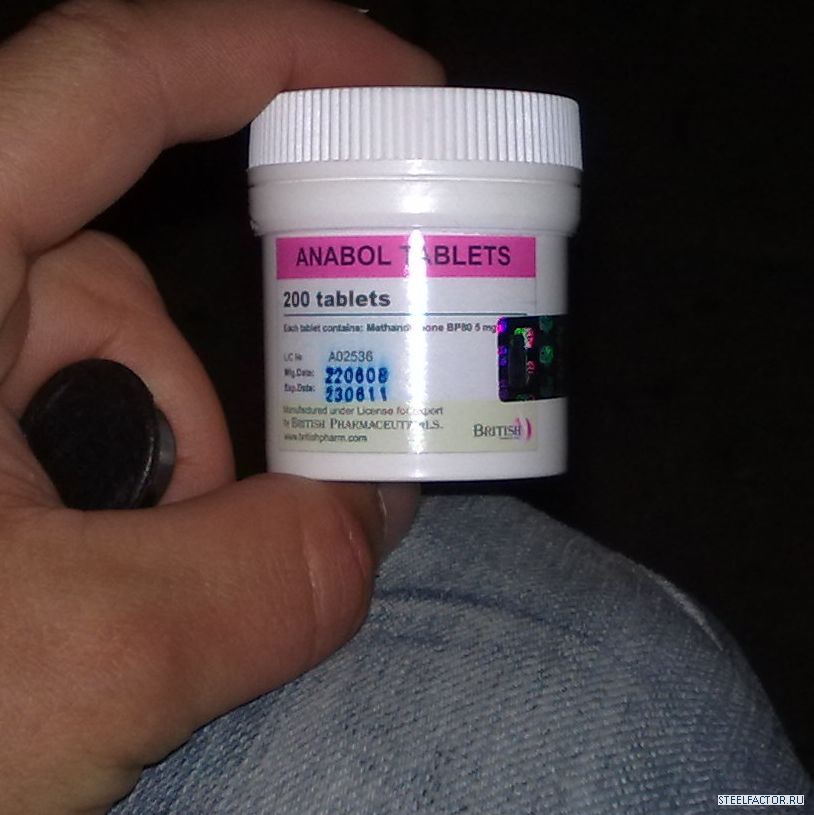 ANABOL TABLETS
200 tablets
Each tablet contains: BP80 5 mg
LIC № A02536
Mfg.Date: 220608
Exp.Date: 230611
Manufactured under License for export
by BRITISH PHARMACEUTICALS.
www.britishpharm.com
BRITISH
STEELFACTOR.RU